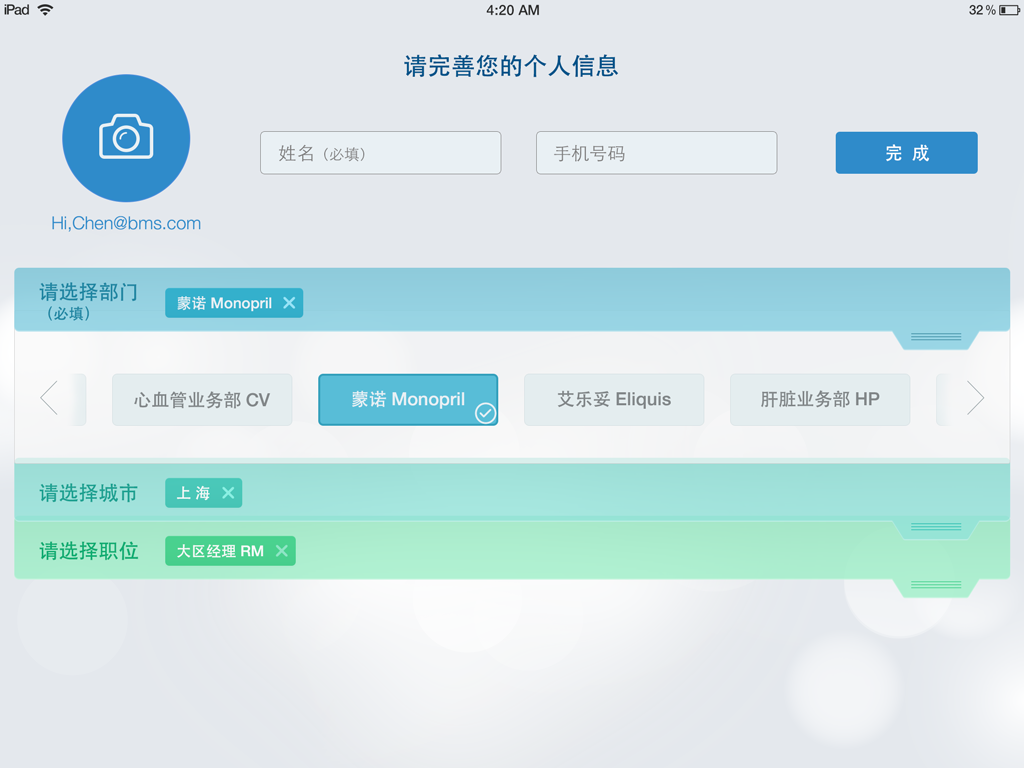 iPad 4:20 AM 32%
请完善您的个人信息
姓名（必填） 手机号码 完 成
Hi,Chen@bms.com
请选择部门
（必填）
蒙诺 Monopril ✕
心血管业务部 CV 蒙诺 Monopril 艾乐妥 Eliquis 肝脏业务部 HP
请选择城市 上 海 ✕
请选择职位 大区经理 RM ✕